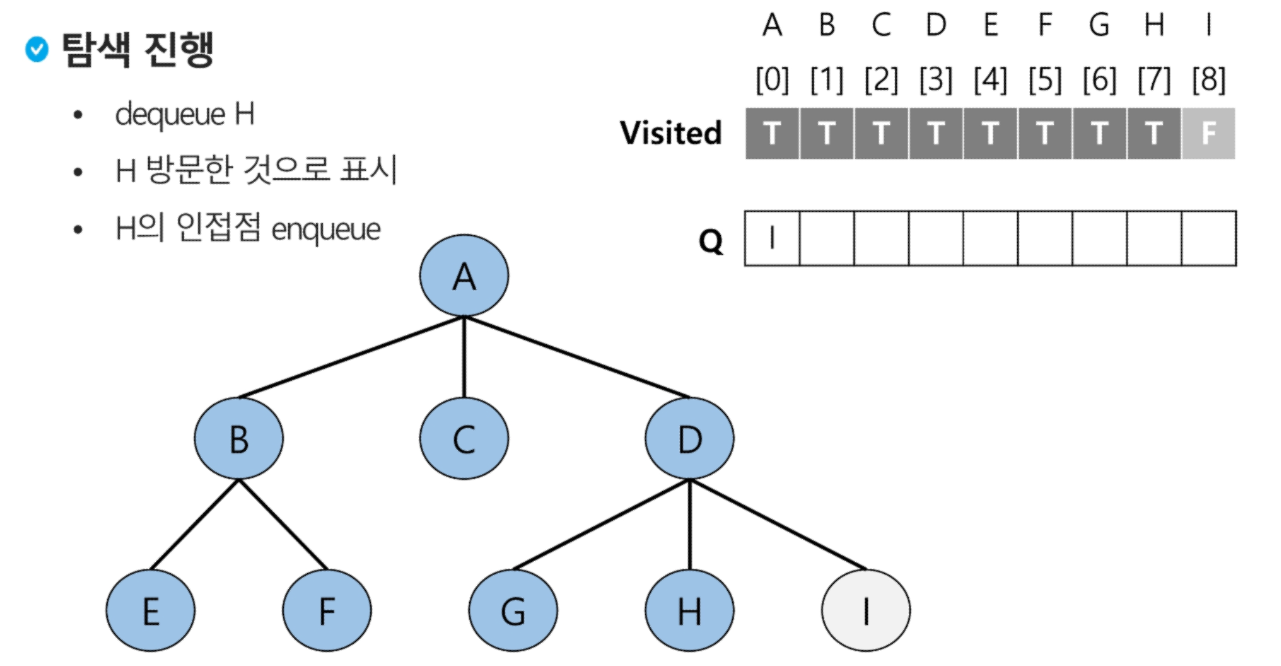 탐색 진행
• dequeue H
• H 방문한 것으로 표시
• H의 인접점 enqueue
A B C D E F G H I
[0] [1] [2] [3] [4] [5] [6] [7] [8]
Visited T T T T T T T T F
Q I
A
B C D
E F G H I